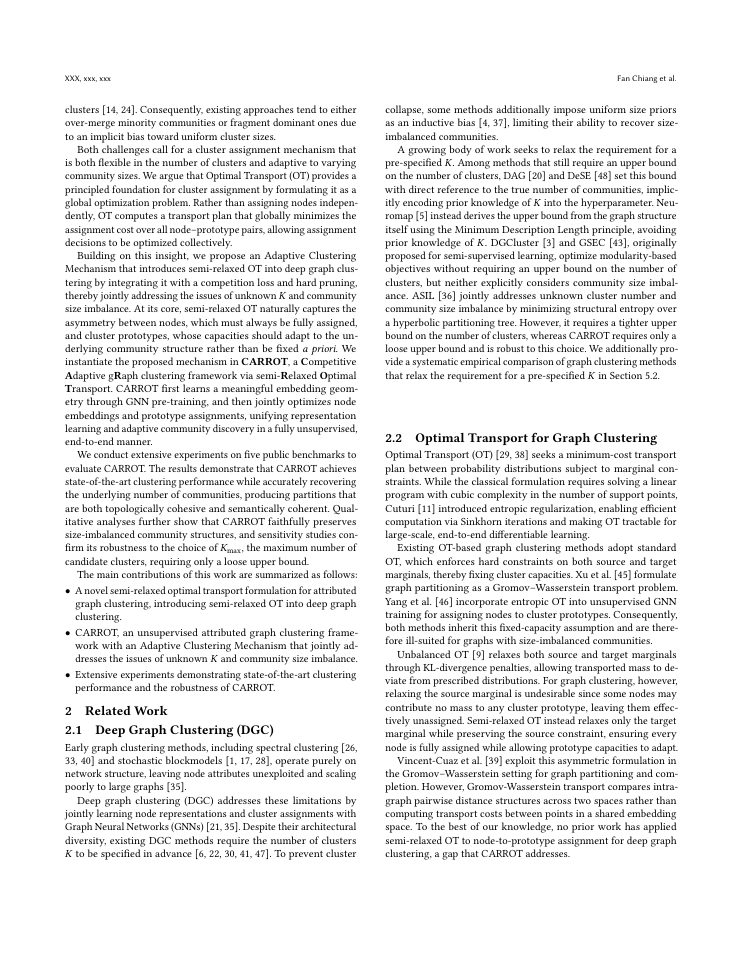 XXX, xxx, xxx
Fan Chiang et al.
clusters [14, 24]. Consequently, existing approaches tend to either
over-merge minority communities or fragment dominant ones due
to an implicit bias toward uniform cluster sizes.
Both challenges call for a cluster assignment mechanism that
is both flexible in the number of clusters and adaptive to varying
community sizes. We argue that Optimal Transport (OT) provides a
principled foundation for cluster assignment by formulating it as a
global optimization problem. Rather than assigning nodes indepen-
dently, OT computes a transport plan that globally minimizes the
assignment cost over all node–prototype pairs, allowing assignment
decisions to be optimized collectively.
Building on this insight, we propose an Adaptive Clustering
Mechanism that introduces semi-relaxed OT into deep graph clus-
tering by integrating it with a competition loss and hard pruning,
thereby jointly addressing the issues of unknown K and community
size imbalance. At its core, semi-relaxed OT naturally captures the
asymmetry between nodes, which must always be fully assigned,
and cluster prototypes, whose capacities should adapt to the un-
derlying community structure rather than be fixed a priori. We
instantiate the proposed mechanism in CARROT, a Competitive
Adaptive gRaph clustering framework via semi-Relaxed Optimal
Transport. CARROT first learns a meaningful embedding geom-
etry through GNN pre-training, and then jointly optimizes node
embeddings and prototype assignments, unifying representation
learning and adaptive community discovery in a fully unsupervised,
end-to-end manner.
We conduct extensive experiments on five public benchmarks to
evaluate CARROT. The results demonstrate that CARROT achieves
state-of-the-art clustering performance while accurately recovering
the underlying number of communities, producing partitions that
are both topologically cohesive and semantically coherent. Qual-
itative analyses further show that CARROT faithfully preserves
size-imbalanced community structures, and sensitivity studies con-
firm its robustness to the choice of Kmax, the maximum number of
candidate clusters, requiring only a loose upper bound.
The main contributions of this work are summarized as follows:
• A novel semi-relaxed optimal transport formulation for attributed
graph clustering, introducing semi-relaxed OT into deep graph
clustering.
• CARROT, an unsupervised attributed graph clustering frame-
work with an Adaptive Clustering Mechanism that jointly ad-
dresses the issues of unknown K and community size imbalance.
• Extensive experiments demonstrating state-of-the-art clustering
performance and the robustness of CARROT.
2 Related Work
2.1 Deep Graph Clustering (DGC)
Early graph clustering methods, including spectral clustering [26,
33, 40] and stochastic blockmodels [1, 17, 28], operate purely on
network structure, leaving node attributes unexploited and scaling
poorly to large graphs [35].
Deep graph clustering (DGC) addresses these limitations by
jointly learning node representations and cluster assignments with
Graph Neural Networks (GNNs) [21, 35]. Despite their architectural
diversity, existing DGC methods require the number of clusters
K to be specified in advance [6, 22, 30, 41, 47]. To prevent cluster
collapse, some methods additionally impose uniform size priors
as an inductive bias [4, 37], limiting their ability to recover size-
imbalanced communities.
A growing body of work seeks to relax the requirement for a
pre-specified K. Among methods that still require an upper bound
on the number of clusters, DAG [20] and DeSE [48] set this bound
with direct reference to the true number of communities, implic-
itly encoding prior knowledge of K into the hyperparameter. Neu-
romap [5] instead derives the upper bound from the graph structure
itself using the Minimum Description Length principle, avoiding
prior knowledge of K. DGCluster [3] and GSEC [43], originally
proposed for semi-supervised learning, optimize modularity-based
objectives without requiring an upper bound on the number of
clusters, but neither explicitly considers community size imbal-
ance. ASIL [36] jointly addresses unknown cluster number and
community size imbalance by minimizing structural entropy over
a hyperbolic partitioning tree. However, it requires a tighter upper
bound on the number of clusters, whereas CARROT requires only a
loose upper bound and is robust to this choice. We additionally pro-
vide a systematic empirical comparison of graph clustering methods
that relax the requirement for a pre-specified K in Section 5.2.
2.2 Optimal Transport for Graph Clustering
Optimal Transport (OT) [29, 38] seeks a minimum-cost transport
plan between probability distributions subject to marginal con-
straints. While the classical formulation requires solving a linear
program with cubic complexity in the number of support points,
Cuturi [11] introduced entropic regularization, enabling efficient
computation via Sinkhorn iterations and making OT tractable for
large-scale, end-to-end differentiable learning.
Existing OT-based graph clustering methods adopt standard
OT, which enforces hard constraints on both source and target
marginals, thereby fixing cluster capacities. Xu et al. [45] formulate
graph partitioning as a Gromov–Wasserstein transport problem.
Yang et al. [46] incorporate entropic OT into unsupervised GNN
training for assigning nodes to cluster prototypes. Consequently,
both methods inherit this fixed-capacity assumption and are there-
fore ill-suited for graphs with size-imbalanced communities.
Unbalanced OT [9] relaxes both source and target marginals
through KL-divergence penalties, allowing transported mass to de-
viate from prescribed distributions. For graph clustering, however,
relaxing the source marginal is undesirable since some nodes may
contribute no mass to any cluster prototype, leaving them effec-
tively unassigned. Semi-relaxed OT instead relaxes only the target
marginal while preserving the source constraint, ensuring every
node is fully assigned while allowing prototype capacities to adapt.
Vincent-Cuaz et al. [39] exploit this asymmetric formulation in
the Gromov–Wasserstein setting for graph partitioning and com-
pletion. However, Gromov-Wasserstein transport compares intra-
graph pairwise distance structures across two spaces rather than
computing transport costs between points in a shared embedding
space. To the best of our knowledge, no prior work has applied
semi-relaxed OT to node-to-prototype assignment for deep graph
clustering, a gap that CARROT addresses.